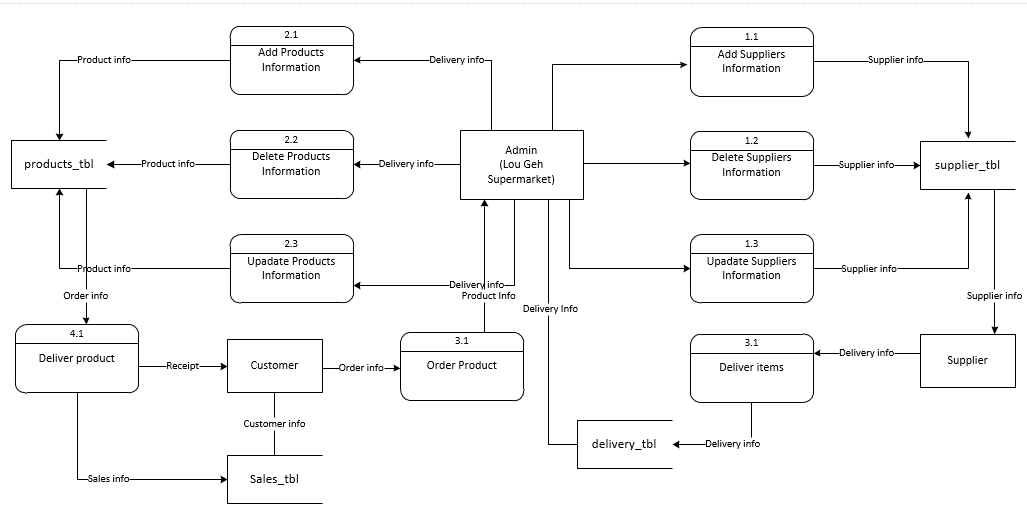 2.1
Add Products
Information
1.1
Add Suppliers
Information
Product info
Delivery info
Supplier info
2.2
Delete Products
Information
Admin
(Lou Geh
Supermarket)
1.2
Delete Suppliers
Information
products_tbl
Product info
Delivery info
Supplier info
supplier_tbl
2.3
Upadate Products
Information
1.3
Upadate Suppliers
Information
Product info
Supplier info
Delivery info
Order info
Product Info
Supplier info
Delivery Info
4.1
Deliver product
Receipt
Customer
Order info
3.1
Order Product
3.1
Deliver items
Delivery info
Supplier
Customer info
delivery_tbl
Delivery info
Sales info
Sales_tbl